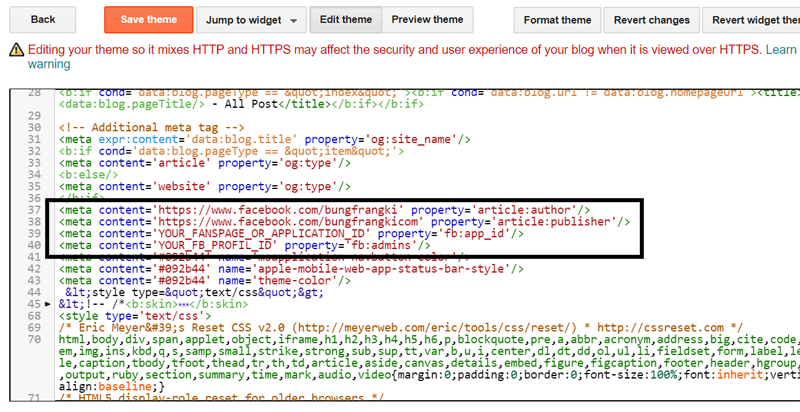 Back Save theme Jump to widget Edit theme Preview theme Format theme Revert changes Revert widget them
Editing your theme so it mixes HTTP and HTTPS may affect the security and user experience of your blog when it is viewed over HTTPS. Learn
warning
28 <b:if cond='data:blog.pageType == &quot;index&quot;'><b:if cond='data:blog.url != data:blog.homepageUrl'><title>
<data:blog.pageTitle/> - All Post</title></b:if></b:if>
29
30 <!-- Additional meta tag -->
31 <meta expr:content='data:blog.title' property='og:site_name'/>
32 <b:if cond='data:blog.pageType == &quot;item&quot;'>
33 <meta content='article' property='og:type'/>
34 <b:else/>
35 <meta content='website' property='og:type'/>
36 </b:if>
37 <meta content='https://www.facebook.com/bungfrangki' property='article:author'/>
38 <meta content='https://www.facebook.com/bungfrangkicom' property='article:publisher'/>
39 <meta content='YOUR_FANSPAGE_OR_APPLICATION_ID' property='fb:app_id'/>
40 <meta content='YOUR_FB_PROFIL_ID' property='fb:admins'/>
41 <meta content='#092b44' name='msapplication-navbutton-color'/>
42 <meta content='#092b44' name='apple-mobile-web-app-status-bar-style'/>
43 <meta content='#092b44' name='theme-color'/>
44 &lt;style type=&quot;text/css&quot;&gt;
45 &lt;!-- /*<b:skin>…</b:skin>
68 <style type='text/css'>
69 /* Eric Meyer&#39;s Reset CSS v2.0 (http://meyerweb.com/eric/tools/css/reset/) * http://cssreset.com */
70 html,body,div,span,applet,object,iframe,h1,h2,h3,h4,h5,h6,p,blockquote,pre,a,abbr,acronym,address,big,cite,code,
em,img,ins,kbd,q,s,samp,small,strike,strong,sub,sup,tt,var,b,u,i,center,dl,dt,dd,ol,ul,li,fieldset,form,label,le
le,caption,tbody,tfoot,thead,tr,th,td,article,aside,canvas,details,embed,figure,figcaption,footer,header,hgroup,
,output,ruby,section,summary,time,mark,audio,video{margin:0;padding:0;border:0;font-size:100%;font:inherit;verti
align:baseline;}
71 /* HTML5 display-role reset for older browsers */